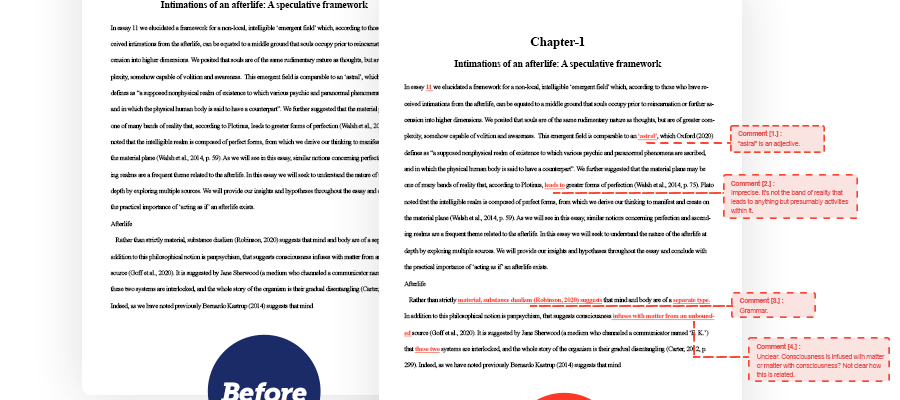 Intimations of an afterlife: A speculative framework
In essay 11 we elucidated a framework for a non-local, intelligible ‘emergent field’ which, according to those
ceived intimations from the afterlife, can be equated to a middle ground that souls occupy prior to reincarnat
cension into higher dimensions. We posited that souls are of the same rudimentary nature as thoughts, but are
plexity, somehow capable of volition and awareness. This emergent field is comparable to an ‘astral’, which
defines as “a supposed nonphysical realm of existence to which various psychic and paranormal phenomena
and in which the physical human body is said to have a counterpart”. We further suggested that the material
one of many bands of reality that, according to Plotinus, leads to greater forms of perfection (Walsh et al., 20
noted that the intelligible realm is composed of perfect forms, from which we derive our thinking to manifes
the material plane (Walsh et al., 2014, p. 59). As we will see in this essay, similar notions concerning perfecti
ing realms are a frequent theme related to the afterlife. In this essay we will seek to understand the nature of
depth by exploring multiple sources. We will provide our insights and hypotheses throughout the essay and
the practical importance of ‘acting as if’ an afterlife exists.
Afterlife
Rather than strictly material, substance dualism (Robinson, 2020) suggests that mind and body are of a sep
addition to this philosophical notion is panpsychism, that suggests consciousness infuses with matter from an
source (Goff et al., 2020). It is suggested by Jane Sherwood (a medium who channeled a communicator nam
these two systems are interlocked, and the whole story of the organism is their gradual disentangling (Carter,
Indeed, as we have noted previously Bernardo Kastrup (2014) suggests that mind
Before
Chapter-1
Intimations of an afterlife: A speculative framework
In essay 11 we elucidated a framework for a non-local, intelligible ‘emergent field’ which, according to those who have re-
ceived intimations from the afterlife, can be equated to a middle ground that souls occupy prior to reincarnation or further as-
cension into higher dimensions. We posited that souls are of the same rudimentary nature as thoughts, but are of greater com-
plexity, somehow capable of volition and awareness. This emergent field is comparable to an ‘astral’, which Oxford (2020)
defines as “a supposed nonphysical realm of existence to which various psychic and paranormal phenomena are ascribed,
and in which the physical human body is said to have a counterpart”. We further suggested that the material plane may be
one of many bands of reality that, according to Plotinus, leads to greater forms of perfection (Walsh et al., 2014, p. 75). Plato
noted that the intelligible realm is composed of perfect forms, from which we derive our thinking to manifest and create on
the material plane (Walsh et al., 2014, p. 59). As we will see in this essay, similar notions concerning perfection and ascend-
ing realms are a frequent theme related to the afterlife. In this essay we will seek to understand the nature of the afterlife at
depth by exploring multiple sources. We will provide our insights and hypotheses throughout the essay and conclude with
the practical importance of ‘acting as if’ an afterlife exists.
Afterlife
Rather than strictly material, substance dualism (Robinson, 2020) suggests that mind and body are of a separate type.
In addition to this philosophical notion is panpsychism, that suggests consciousness infuses with matter from an unbound-
ed source (Goff et al., 2020). It is suggested by Jane Sherwood (a medium who channeled a communicator named “E. K.”)
that these two systems are interlocked, and the whole story of the organism is their gradual disentangling (Carter, 2012, p.
299). Indeed, as we have noted previously Bernardo Kastrup (2014) suggests that mind
Comment [1.] :
“astral” is an adjective.
Comment [2.] :
Imprecise. It's not the band of reality that
leads to anything but presumably activities
within it.
Comment [3.] :
Grammar.
Comment [4.] :
Unclear. Consciousness is infused with matter
or matter with consciousness? Not clear how
this is related.